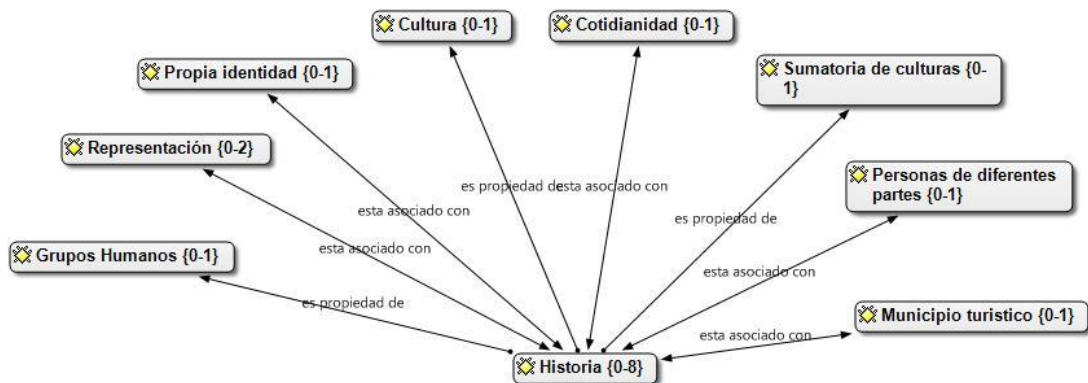 Cultura {0-1}
Cotidianidad {0-1}
Propia identidad {0-1}
Sumatoria de culturas {0-
1}
Representación {0-2}
Personas de diferentes
partes {0-1}
es propiedad de
esta asociado con
esta asociado con
es propiedad de
Grupos Humanos {0-1}
esta asociado con
esta asociado con
es propiedad de
Municipio turistico {0-1}
esta asociado con
Historia {0-8}